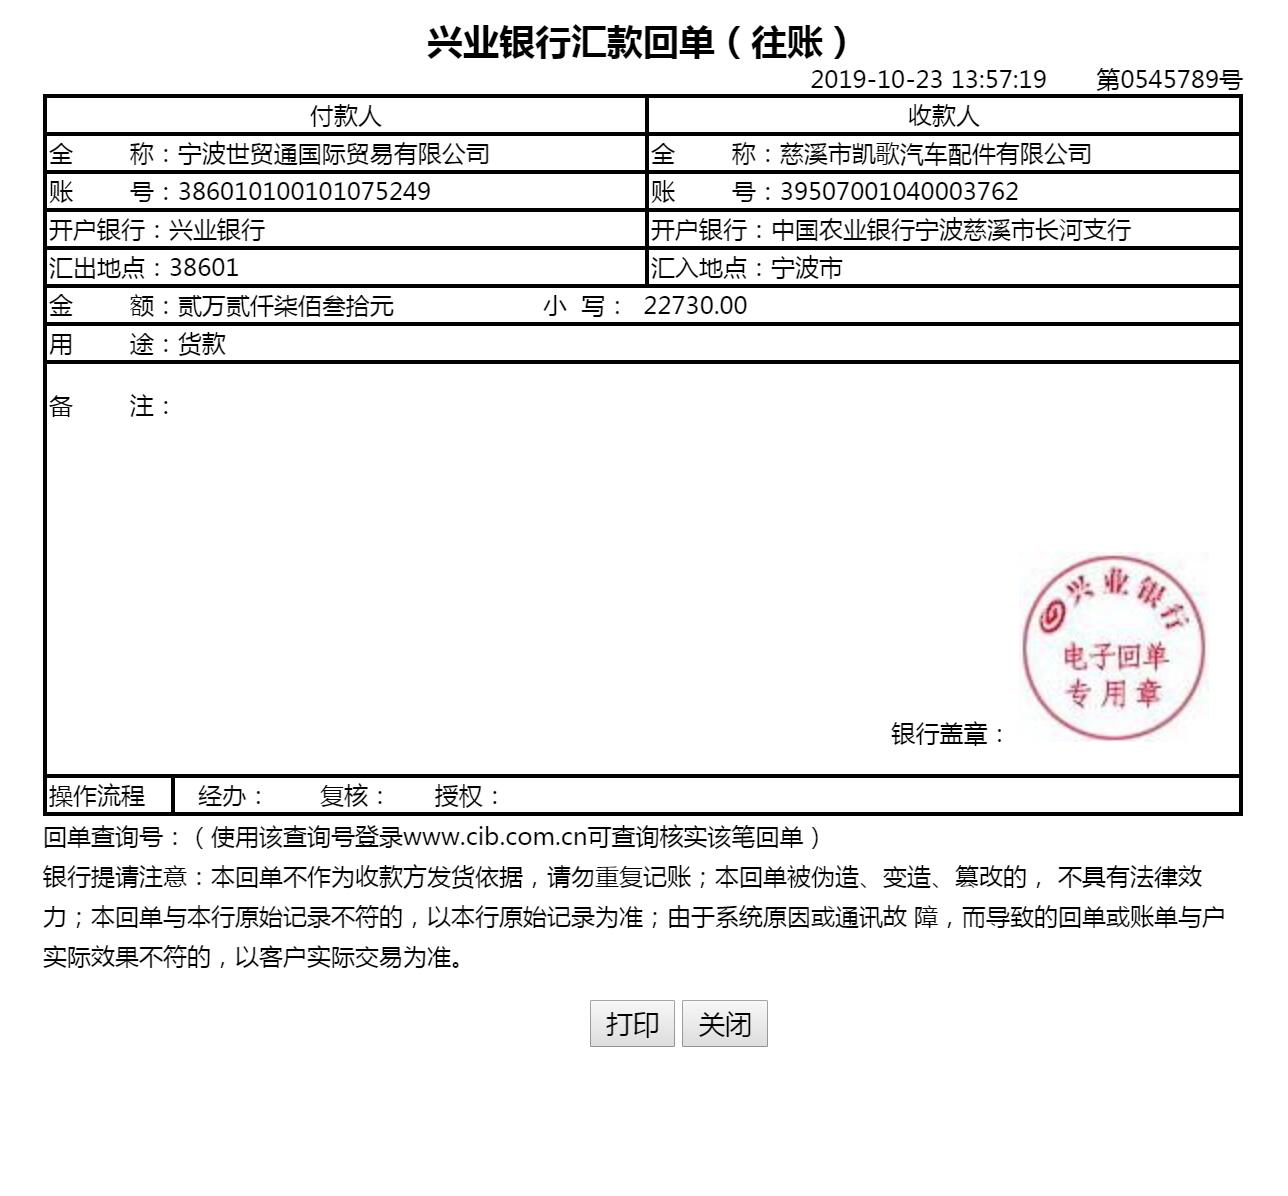 兴业银行汇款回单（往账）
2019-10-23 13:57:19 第0545789号
付款人 收款人
全 称：宁波世贸通国际贸易有限公司 全 称：慈溪市凯歌汽车配件有限公司
账 号：386010100101075249 账 号：39507001040003762
开户银行：兴业银行 开户银行：中国农业银行宁波慈溪市长河支行
汇出地点：38601 汇入地点：宁波市
金 额：贰万贰仟柒佰叁拾元 小 写： 22730.00
用 途：货款
备 注：
兴业银行
电子回单
专用章
银行盖章：
操作流程 经办： 复核： 授权：
回单查询号：（使用该查询号登录www.cib.com.cn可查询核实该笔回单）
银行提请注意：本回单不作为收款方发货依据，请勿重复记账；本回单被伪造、变造、篡改的， 不具有法律效
力；本回单与本行原始记录不符的，以本行原始记录为准；由于系统原因或通讯故 障，而导致的回单或账单与户
实际效果不符的，以客户实际交易为准。
打印 关闭